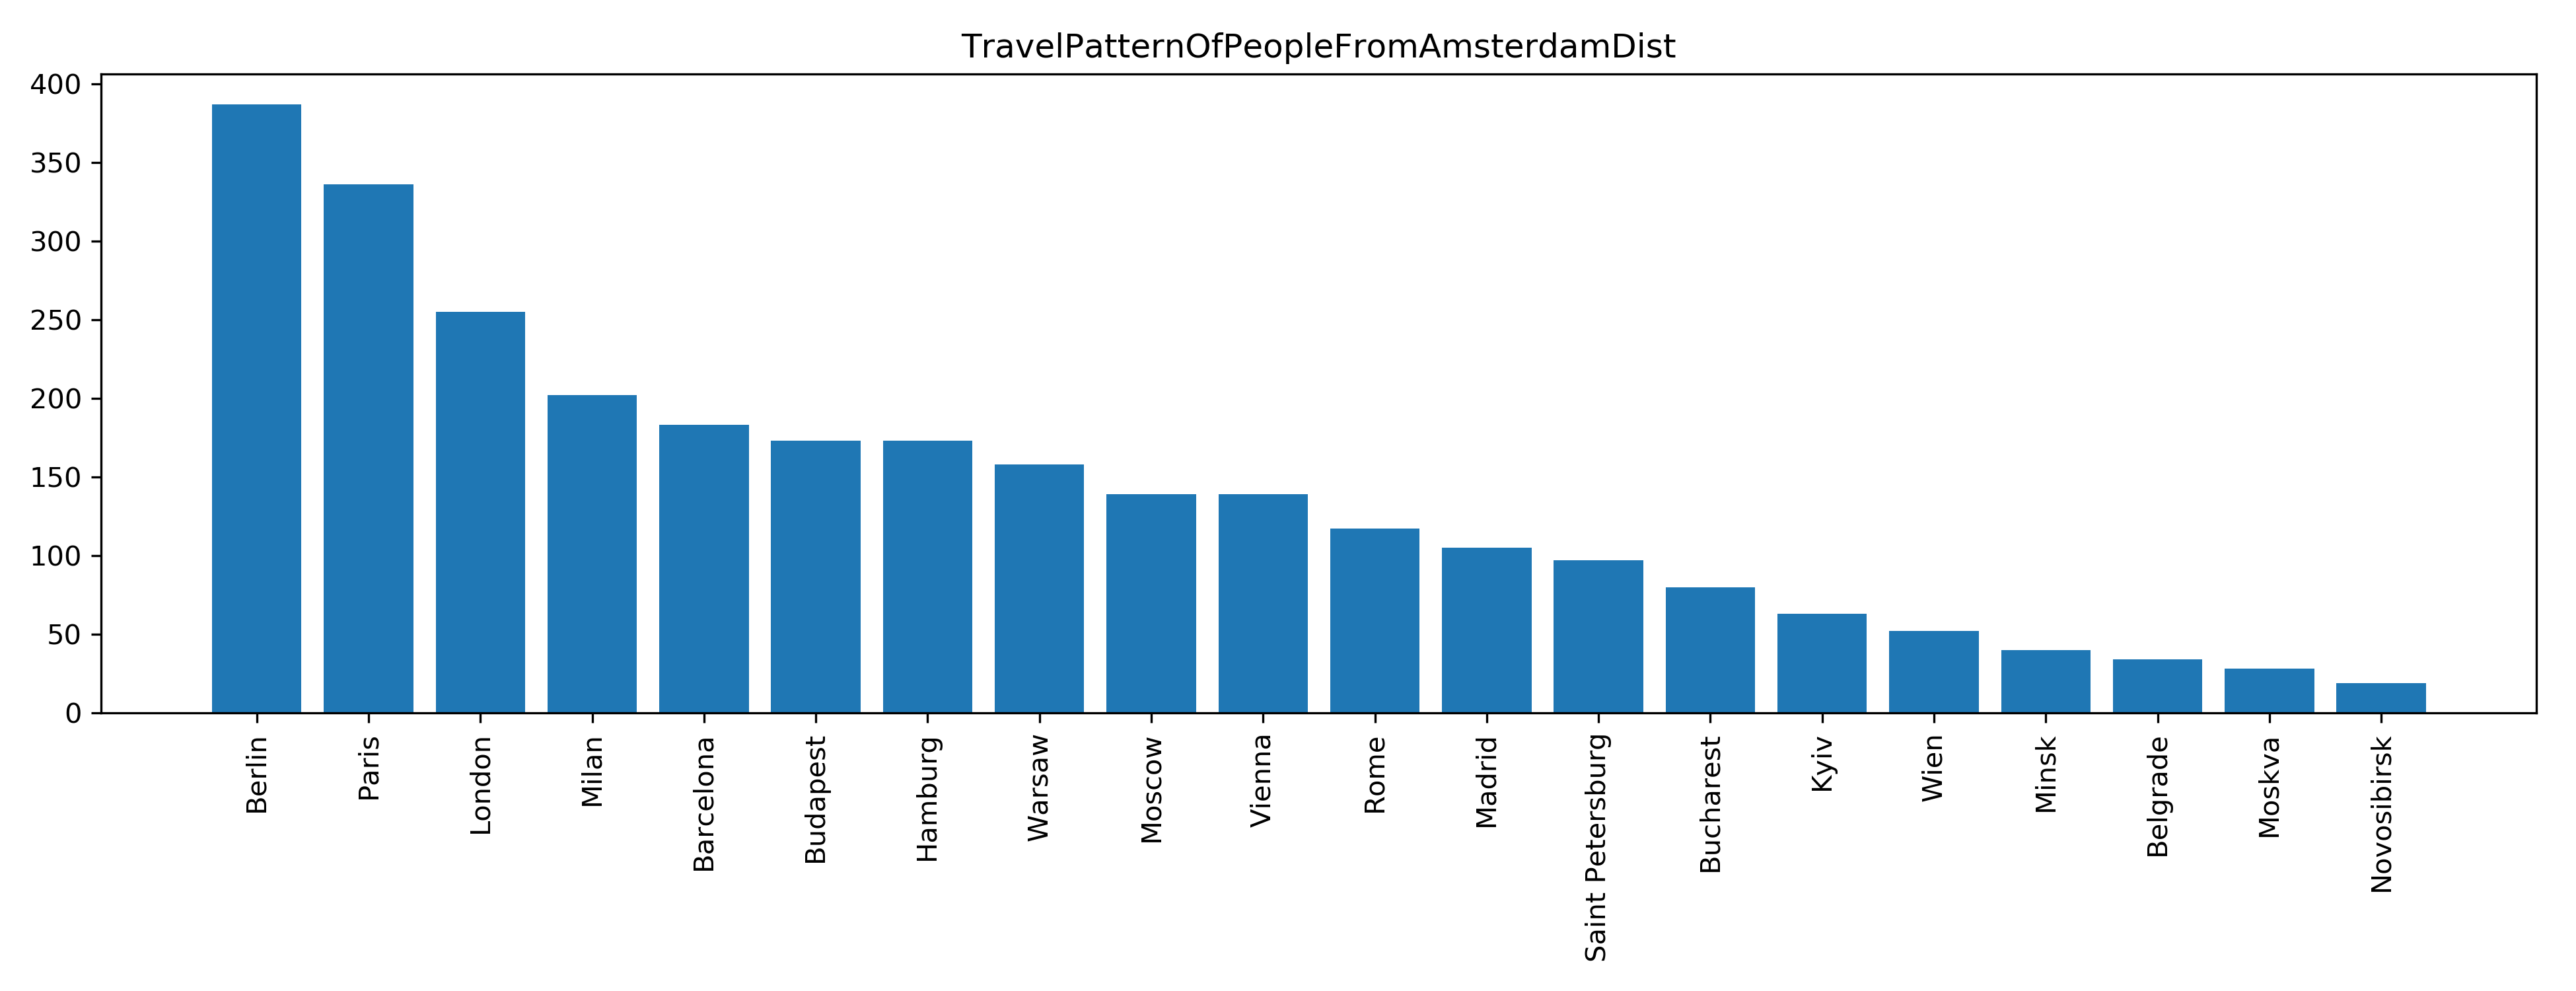 TravelPatternOfPeopleFromAmsterdamDist
400
350
300
250
200
150
100
50
0
Berlin
Paris
London
Milan
Barcelona
Budapest
Hamburg
Warsaw
Moscow
Vienna
Rome
Madrid
Saint Petersburg
Bucharest
Kyiv
Wien
Minsk
Belgrade
Moskva
Novosibirsk